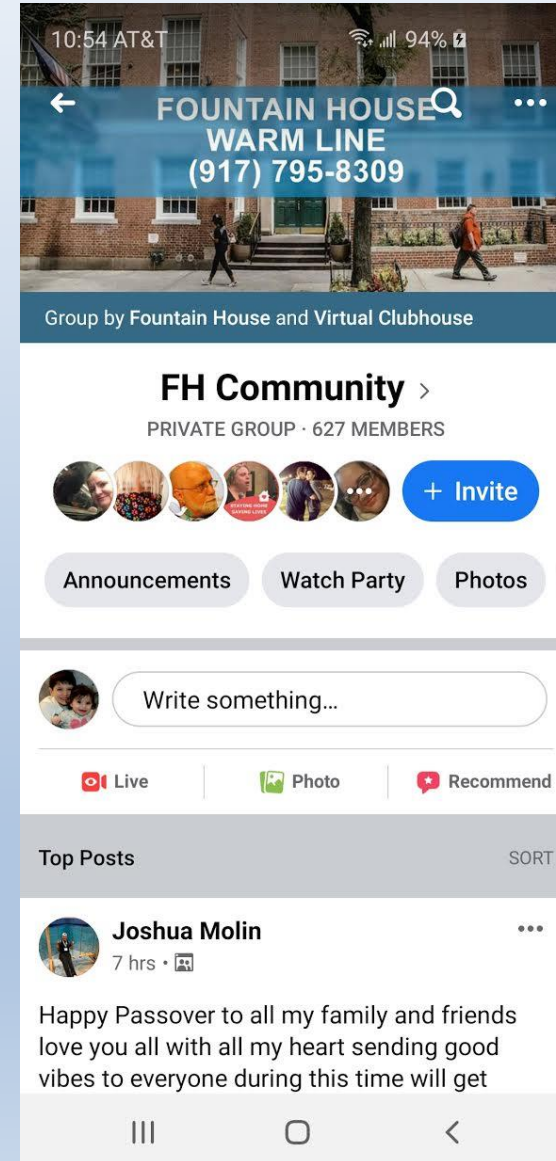 10:54 AT&T 94%
FOUNTAIN HOUSE
WARM LINE
(917) 795-8309
Group by Fountain House and Virtual Clubhouse
FH Community >
PRIVATE GROUP · 627 MEMBERS
+ Invite
Announcements Watch Party Photos
Write something...
Live Photo Recommend
Top Posts SORT
Joshua Molin
7 hrs •
Happy Passover to all my family and friends
love you all with all my heart sending good
vibes to everyone during this time will get